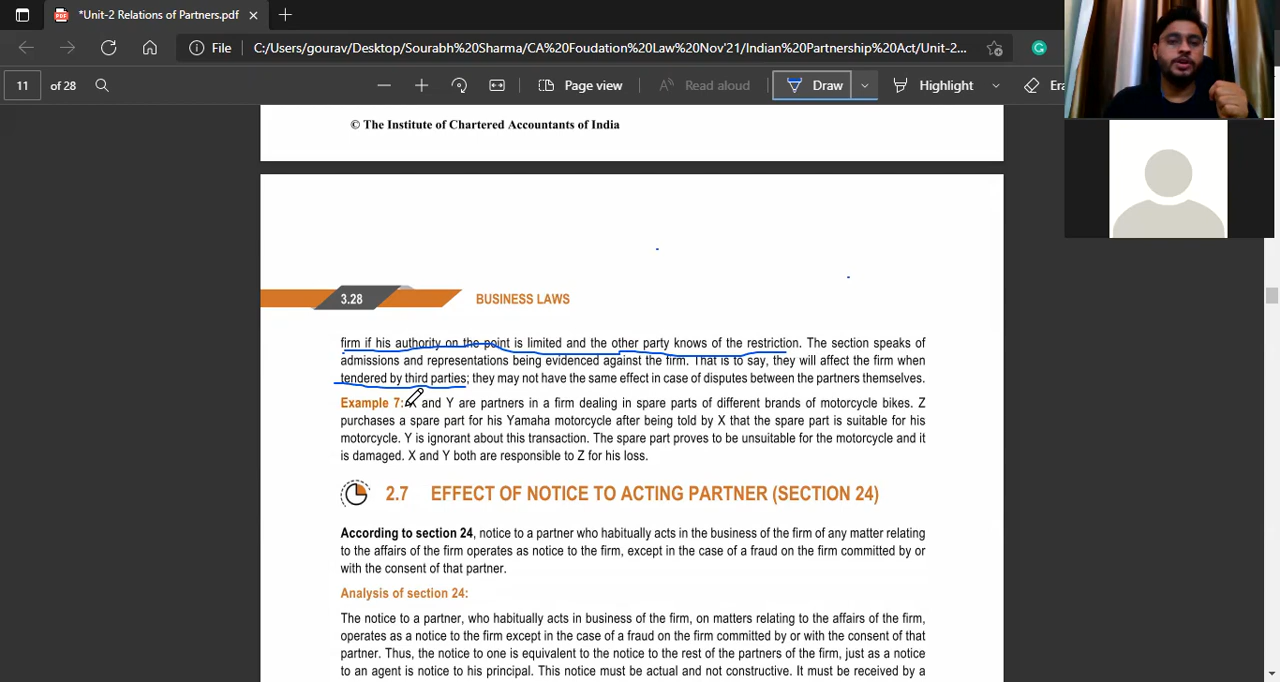 *Unit-2 Relations of Partners.pdf
File
C:/Users/gourav/Desktop/Sourabh%20Sharma/CA%20Foudation%20Law%20Nov'21/Indian%20Partnership%20Act/Unit-2...
11 of 28
Page view
Read aloud
Draw
Highlight
Era
© The Institute of Chartered Accountants of India
3.28 BUSINESS LAWS
firm if his authority on the point is limited and the other party knows of the restriction. The section speaks of
admissions and representations being evidenced against the firm. That is to say, they will affect the firm when
tendered by third parties; they may not have the same effect in case of disputes between the partners themselves.
Example 7: X and Y are partners in a firm dealing in spare parts of different brands of motorcycle bikes. Z
purchases a spare part for his Yamaha motorcycle after being told by X that the spare part is suitable for his
motorcycle. Y is ignorant about this transaction. The spare part proves to be unsuitable for the motorcycle and it
is damaged. X and Y both are responsible to Z for his loss.
2.7 EFFECT OF NOTICE TO ACTING PARTNER (SECTION 24)
According to section 24, notice to a partner who habitually acts in the business of the firm of any matter relating
to the affairs of the firm operates as notice to the firm, except in the case of a fraud on the firm committed by or
with the consent of that partner.
Analysis of section 24:
The notice to a partner, who habitually acts in business of the firm, on matters relating to the affairs of the firm,
operates as a notice to the firm except in the case of a fraud on the firm committed by or with the consent of that
partner. Thus, the notice to one is equivalent to the notice to the rest of the partners of the firm, just as a notice
to an agent is notice to his principal. This notice must be actual and not constructive. It must be received by a